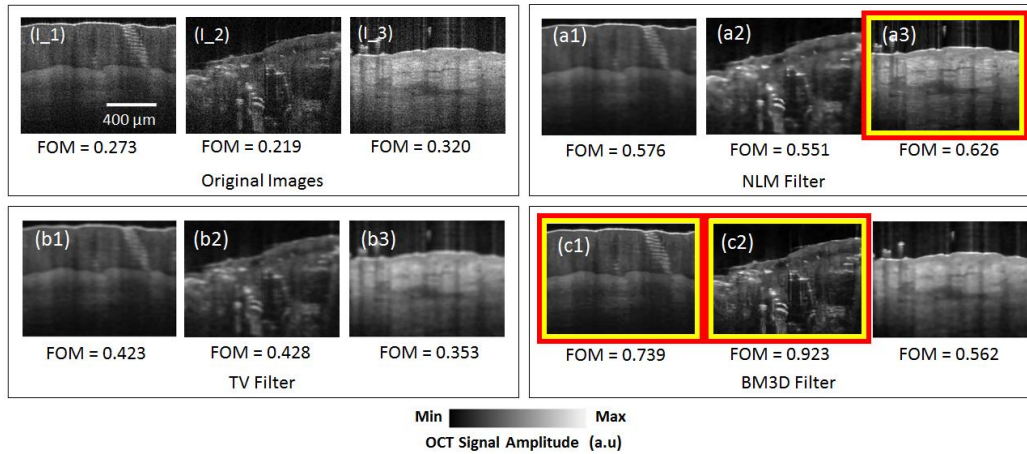 (I_1) (I_2) (I_3)
400 μm
FOM = 0.273 FOM = 0.219 FOM = 0.320
Original Images
(a1) (a2) (a3)
FOM = 0.576 FOM = 0.551 FOM = 0.626
NLM Filter
(b1) (b2) (b3)
FOM = 0.423 FOM = 0.428 FOM = 0.353
TV Filter
(c1) (c2)
FOM = 0.739 FOM = 0.923 FOM = 0.562
BM3D Filter
Min Max
OCT Signal Amplitude (a.u)